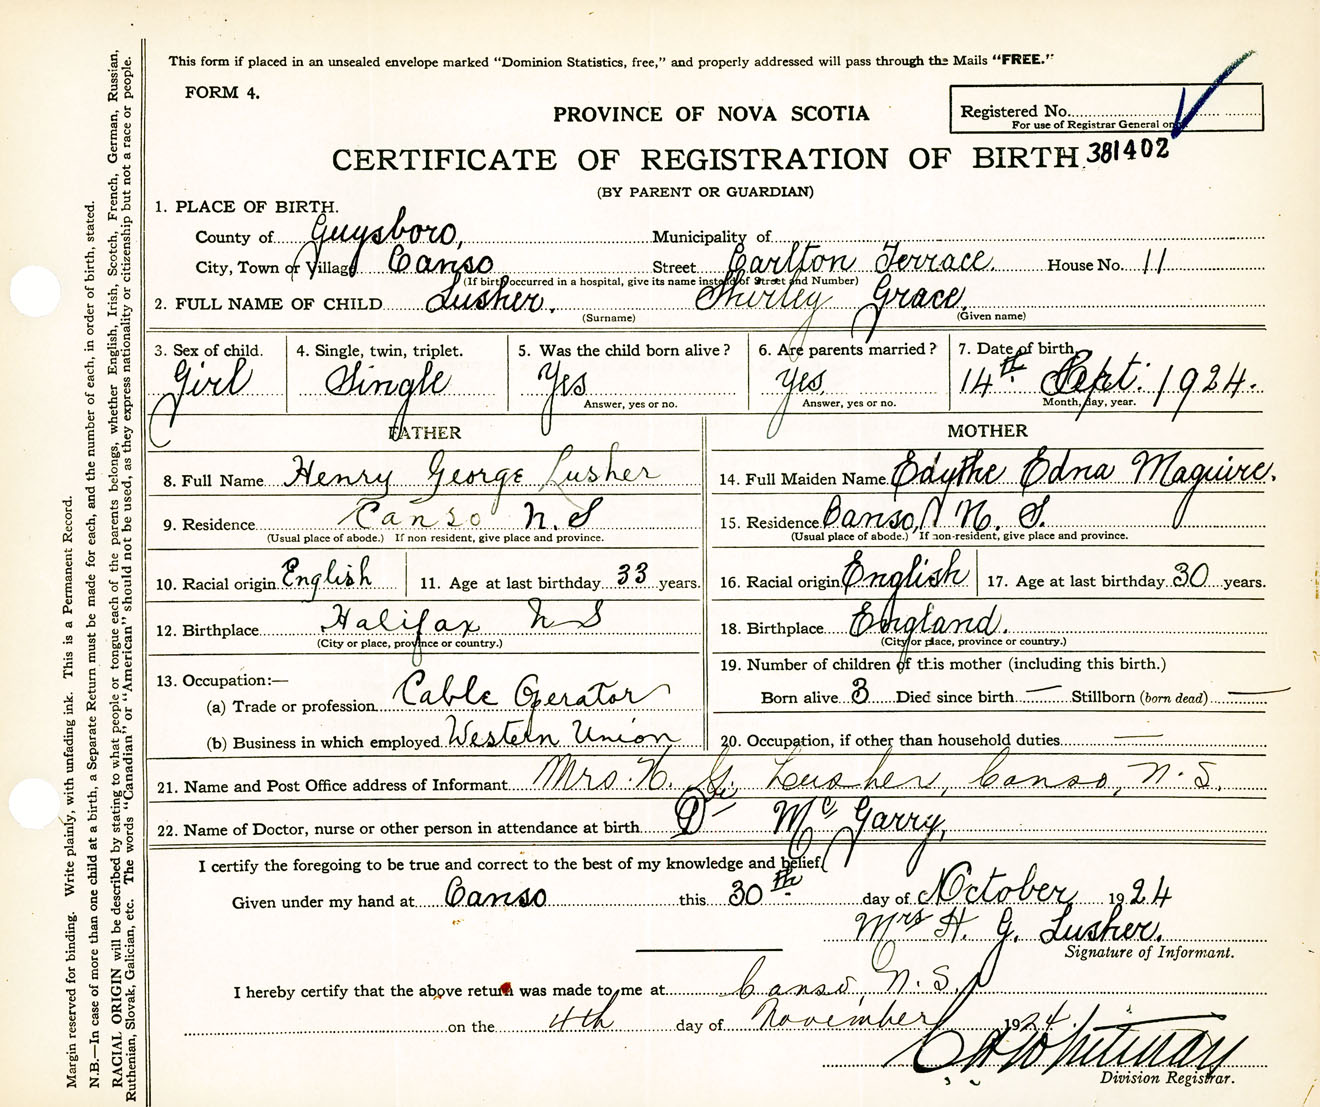 This form if placed in an unsealed envelope marked "Dominion Statistics, free," and properly addressed will pass through the Mails "FREE."
FORM 4.
PROVINCE OF NOVA SCOTIA
Registered No.
For use of Registrar General only
CERTIFICATE OF REGISTRATION OF BIRTH 381402
(BY PARENT OR GUARDIAN)
1. PLACE OF BIRTH.
County of Guysboro, Municipality of
City, Town or Village Canso Street Carlton Terrace. House No. 11
(If birth occurred in a hospital, give its name instead of Street and Number)
2. FULL NAME OF CHILD Lusher. Shirley Grace
(Surname) (Given name)
3. Sex of child. 4. Single, twin, triplet. 5. Was the child born alive? 6. Are parents married? 7. Date of birth.
Girl Single Yes Yes 14th Sept. 1924.
Answer, yes or no. Answer, yes or no. Month, day, year.
FATHER MOTHER
8. Full Name Henry George Lusher 14. Full Maiden Name Edythe Edna Maguire.
9. Residence Canso N.S 15. Residence Canso, N. S.
(Usual place of abode.) If non resident, give place and province. (Usual place of abode.) If non-resident, give place and province.
10. Racial origin English 11. Age at last birthday 33 years. 16. Racial origin English 17. Age at last birthday 30 years.
12. Birthplace Halifax N S 18. Birthplace England.
(City or place, province or country.) (City or place, province or country.)
13. Occupation:— 19. Number of children of this mother (including this birth.)
(a) Trade or profession Cable Operator Born alive 3 Died since birth — Stillborn (born dead) —
(b) Business in which employed Western Union 20. Occupation, if other than household duties —
21. Name and Post Office address of Informant Mrs. H. G. Lusher, Canso, N.S.
22. Name of Doctor, nurse or other person in attendance at birth Dr McGarry,
I certify the foregoing to be true and correct to the best of my knowledge and belief.
Given under my hand at Canso this 30th day of October 1924
Mrs H. G. Lusher.
Signature of Informant.
I hereby certify that the above return was made to me at Canso, N.S.
on the 4th day of November 1924.
Division Registrar.
Margin reserved for binding. Write plainly, with unfading ink. This is a Permanent Record.
N.B.—In case of more than one child at a birth, a Separate Return must be made for each, and the number of each, in order of birth, stated.
RACIAL ORIGIN will be described by stating to what people or tongue each of the parents belongs, whether English, Irish, Scotch, French, German, Russian,
Ruthenian, Slovak, Galician, etc. The words "Canadian" or "American" should not be used, as they express nationality or citizenship but not a race or people.